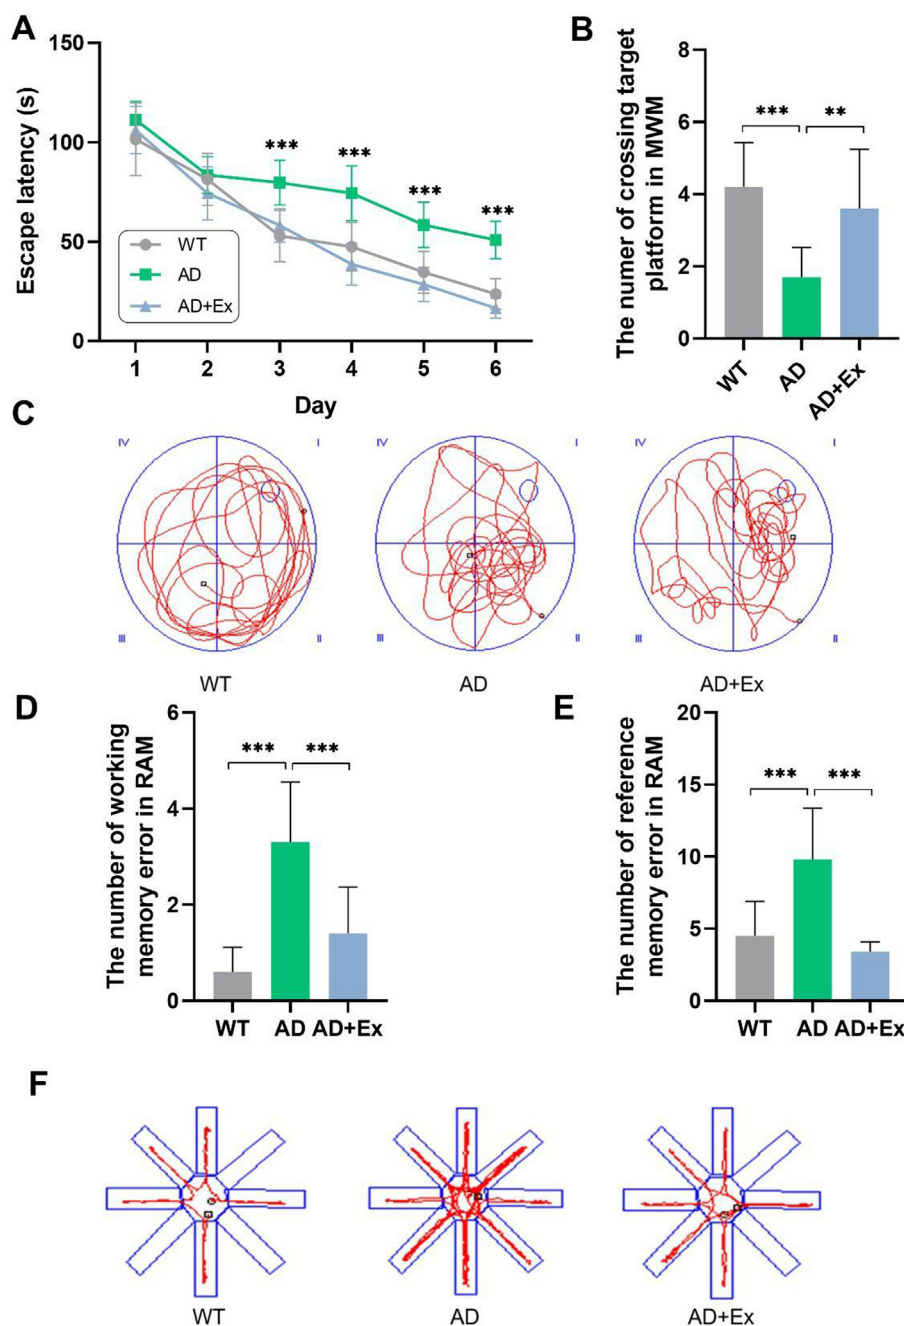 A
150
100
50
0
Escape latency (s)
***
***
***
***
WT
AD
AD+Ex
1 2 3 4 5 6
Day
B
8
6
4
2
0
The numer of crossing target
platform in MWM
*** **
WT AD AD+Ex
C
IV I
III II
WT
IV I
III II
AD
IV I
III II
AD+Ex
D
6
4
2
0
The number of working
memory error in RAM
*** ***
WT AD AD+Ex
E
20
15
10
5
0
The number of reference
memory error in RAM
*** ***
WT AD AD+Ex
F
WT AD AD+Ex